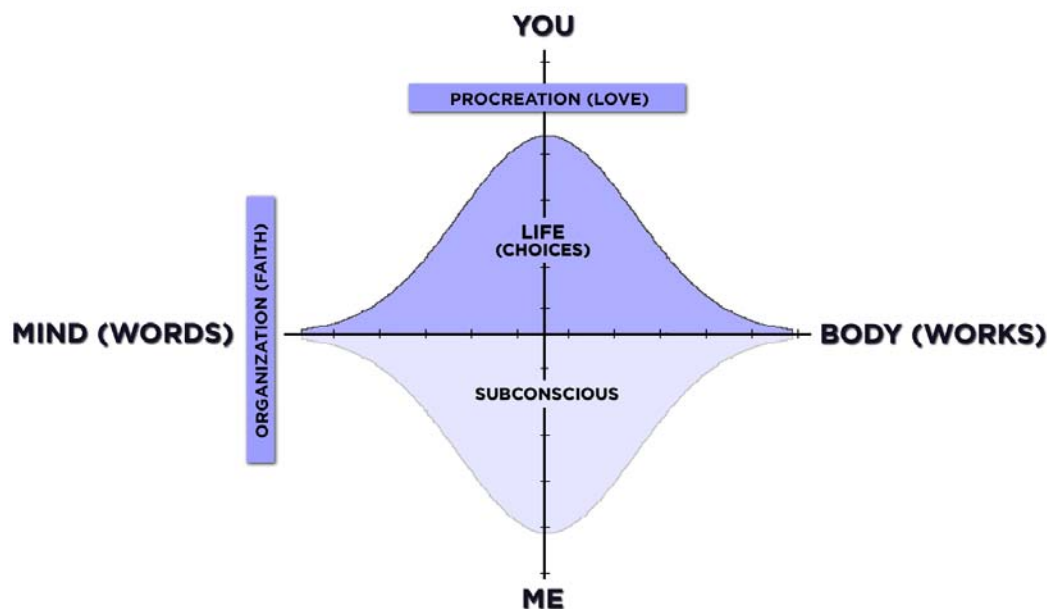 YOU
PROCREATION (LOVE)
LIFE
(CHOICES)
ORGANIZATION (FAITH)
MIND (WORDS)
BODY (WORKS)
SUBCONSCIOUS
ME